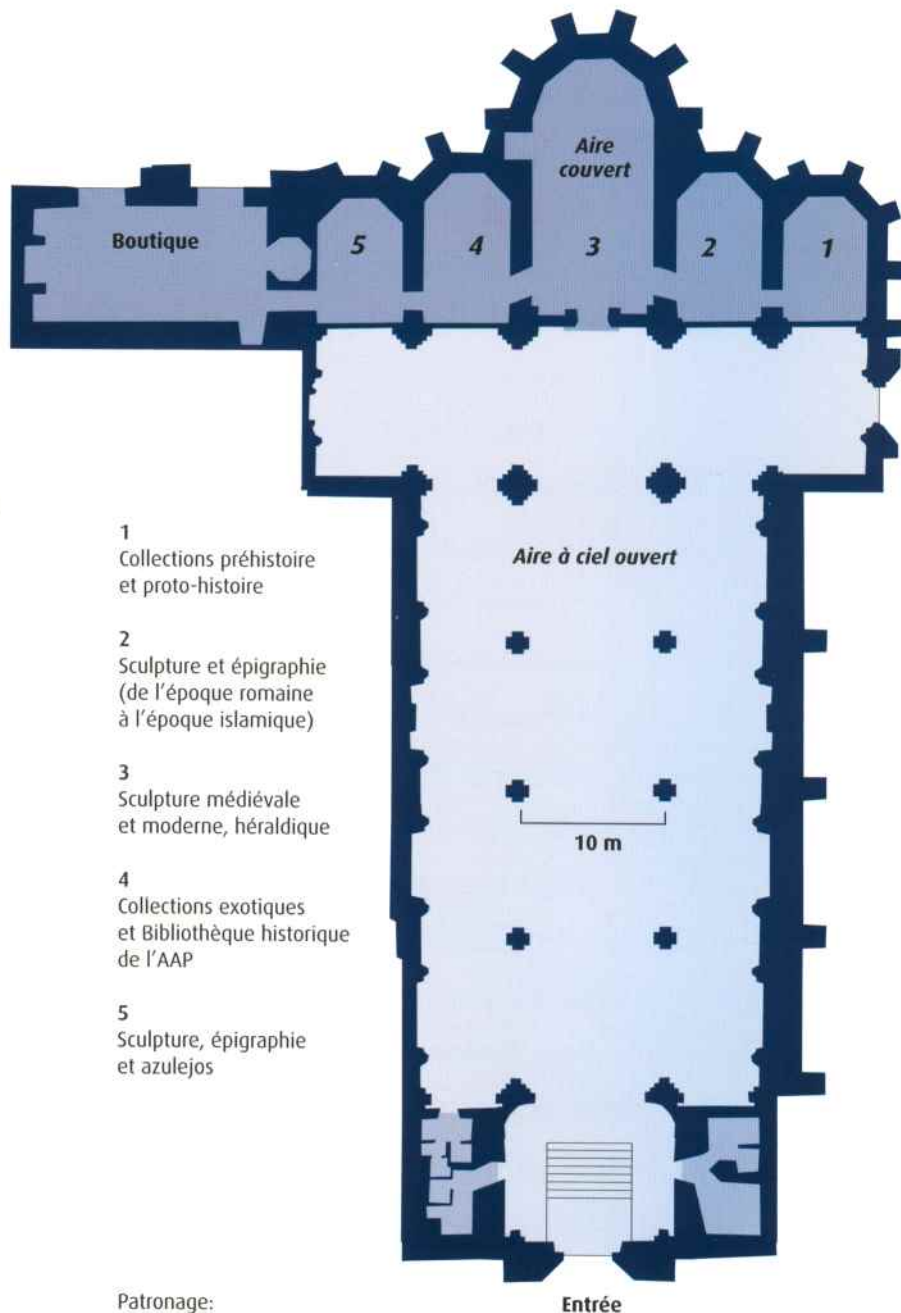 Aire
couvert
Boutique
5
4
3
2
1
Aire à ciel ouvert
1
Collections préhistoire
et proto-histoire
2
Sculpture et épigraphie
(de l'époque romaine
à l'époque islamique)
3
Sculpture médiévale
et moderne, héraldique
10 m
4
Collections exotiques
et Bibliothèque historique
de l'AAP
5
Sculpture, épigraphie
et azulejos
Patronage:
Entrée